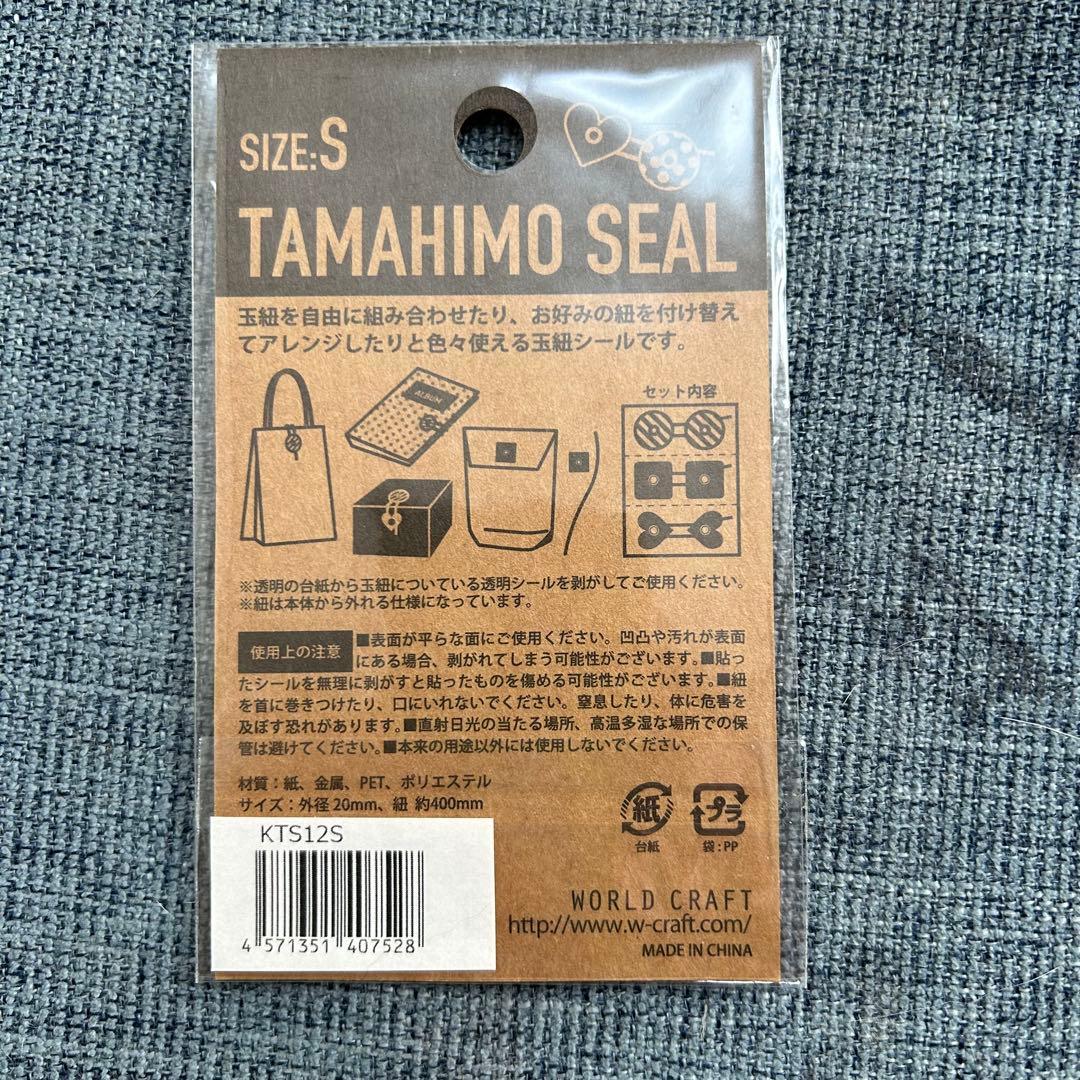 SIZE:S
TAMAHIMO SEAL
玉紐を自由に組み合わせたり、お好みの紐を付け替え
てアレンジしたりと色々使える玉紐シールです。
セット内容
ALBUM
※透明の台紙から玉紐についている透明シールを剥がしてご使用ください。
※紐は本体から外れる仕様になっています。
使用上の注意
■表面が平らな面にご使用ください。凹凸や汚れが表面
にある場合、剥がれてしまう可能性がございます。■貼っ
たシールを無理に剥がすと貼ったものを傷める可能性がございます。■紐
を首に巻きつけたり、口にいれないでください。窒息したり、体に危害を
及ぼす恐れがあります。■直射日光の当たる場所、高温多湿な場所での保
管は避けてください。■本来の用途以外には使用しないでください。
材質：紙、金属、PET、ポリエステル
サイズ：外径 20mm、紐 約400mm
紙
台紙
プラ
袋：PP
KTS12S
4 571351 407528
WORLD CRAFT
http://www.w-craft.com/
MADE IN CHINA